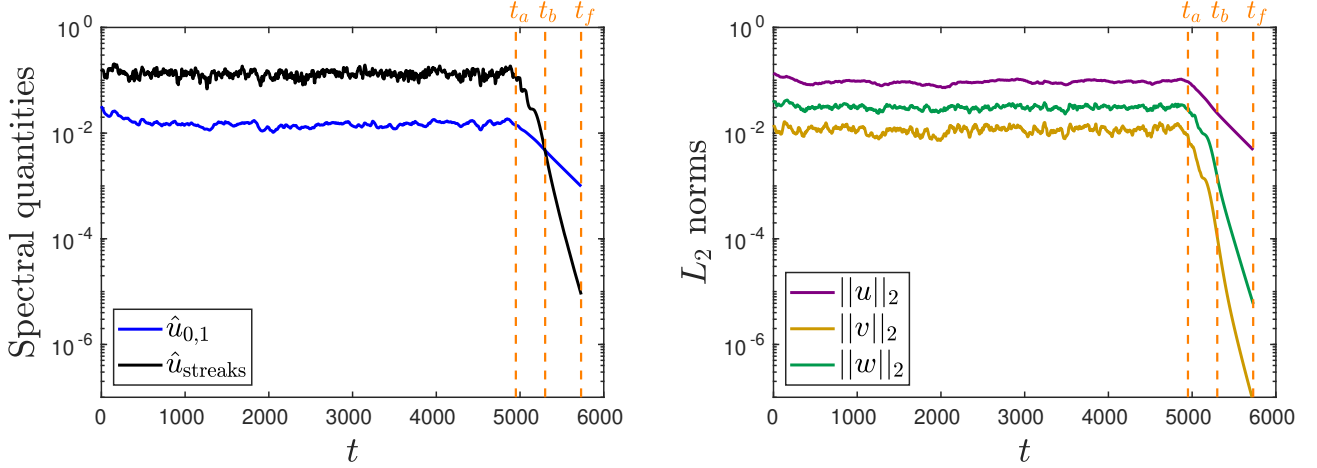 t_a t_b t_f
10^0
10^{-2}
10^{-4}
10^{-6}
Spectral quantities
û_{0,1}
û_{streaks}
0 1000 2000 3000 4000 5000 6000
t
t_a t_b t_f
10^0
10^{-2}
10^{-4}
10^{-6}
L_2 norms
||u||_2
||v||_2
||w||_2
0 1000 2000 3000 4000 5000 6000
t